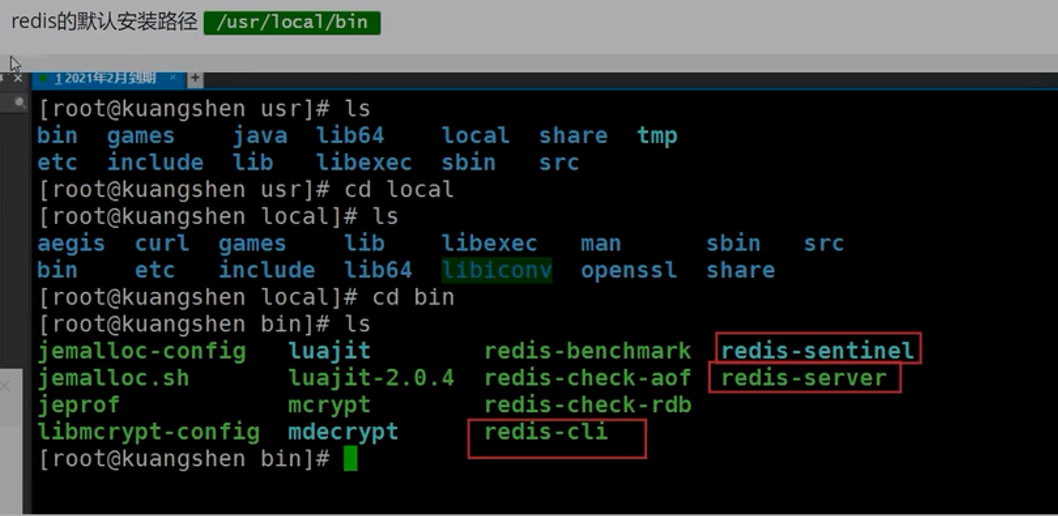 redis的默认安装路径 /usr/local/bin
1 2021年2月到期 × +
[root@kuangshen usr]# ls
bin games java lib64 local share tmp
etc include lib libexec sbin src
[root@kuangshen usr]# cd local
[root@kuangshen local]# ls
aegis curl games lib libexec man sbin src
bin etc include lib64 libiconv openssl share
[root@kuangshen local]# cd bin
[root@kuangshen bin]# ls
jemalloc-config luajit redis-benchmark redis-sentinel
jemalloc.sh luajit-2.0.4 redis-check-aof redis-server
jeprof mcrypt redis-check-rdb
libmcrypt-config mdecrypt redis-cli
[root@kuangshen bin]#